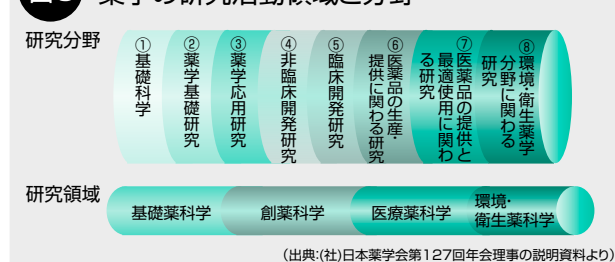 薬学の研究活動領域と分野
研究分野
①基礎科学
②薬学基礎研究
③薬学応用研究
④非臨床開発研究
⑤臨床開発研究
⑥医薬品の生産・
提供に関わる研究
⑦医薬品の提供と
最適使用に関わ
る研究
⑧環境・衛生薬学
分野に関わる
研究
研究領域
基礎薬科学
創薬科学
医療薬科学
環境・
衛生薬科学
(出典:(社)日本薬学会第127回年会理事の説明資料より)